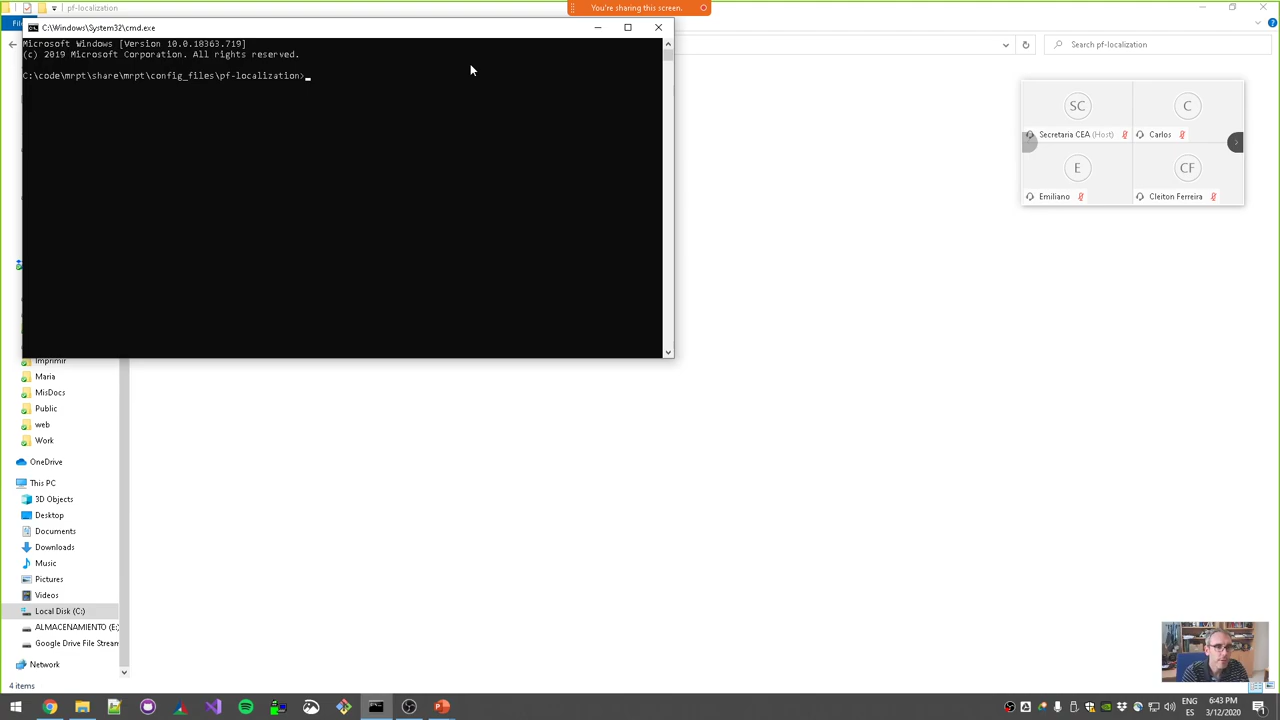 pf-localization
You're sharing this screen.
File
C:\Windows\System32\cmd.exe
Search pf-localization
Microsoft Windows [Version 10.0.18363.719]
(c) 2019 Microsoft Corporation. All rights reserved.
C:\code\mrpt\share\mrpt\config_files\pf-localization>
SC
C
Secretaria CEA (Host)
Carlos
E
CF
Emiliano
Cleiton Ferreira
Imprimir
Maria
MisDocs
Public
web
Work
OneDrive
This PC
3D Objects
Desktop
Documents
Downloads
Music
Pictures
Videos
Local Disk (C:)
ALMACENAMIENTO (E:)
Google Drive File Stream
Network
4 items
ENG
ES
6:43 PM
3/12/2020
1